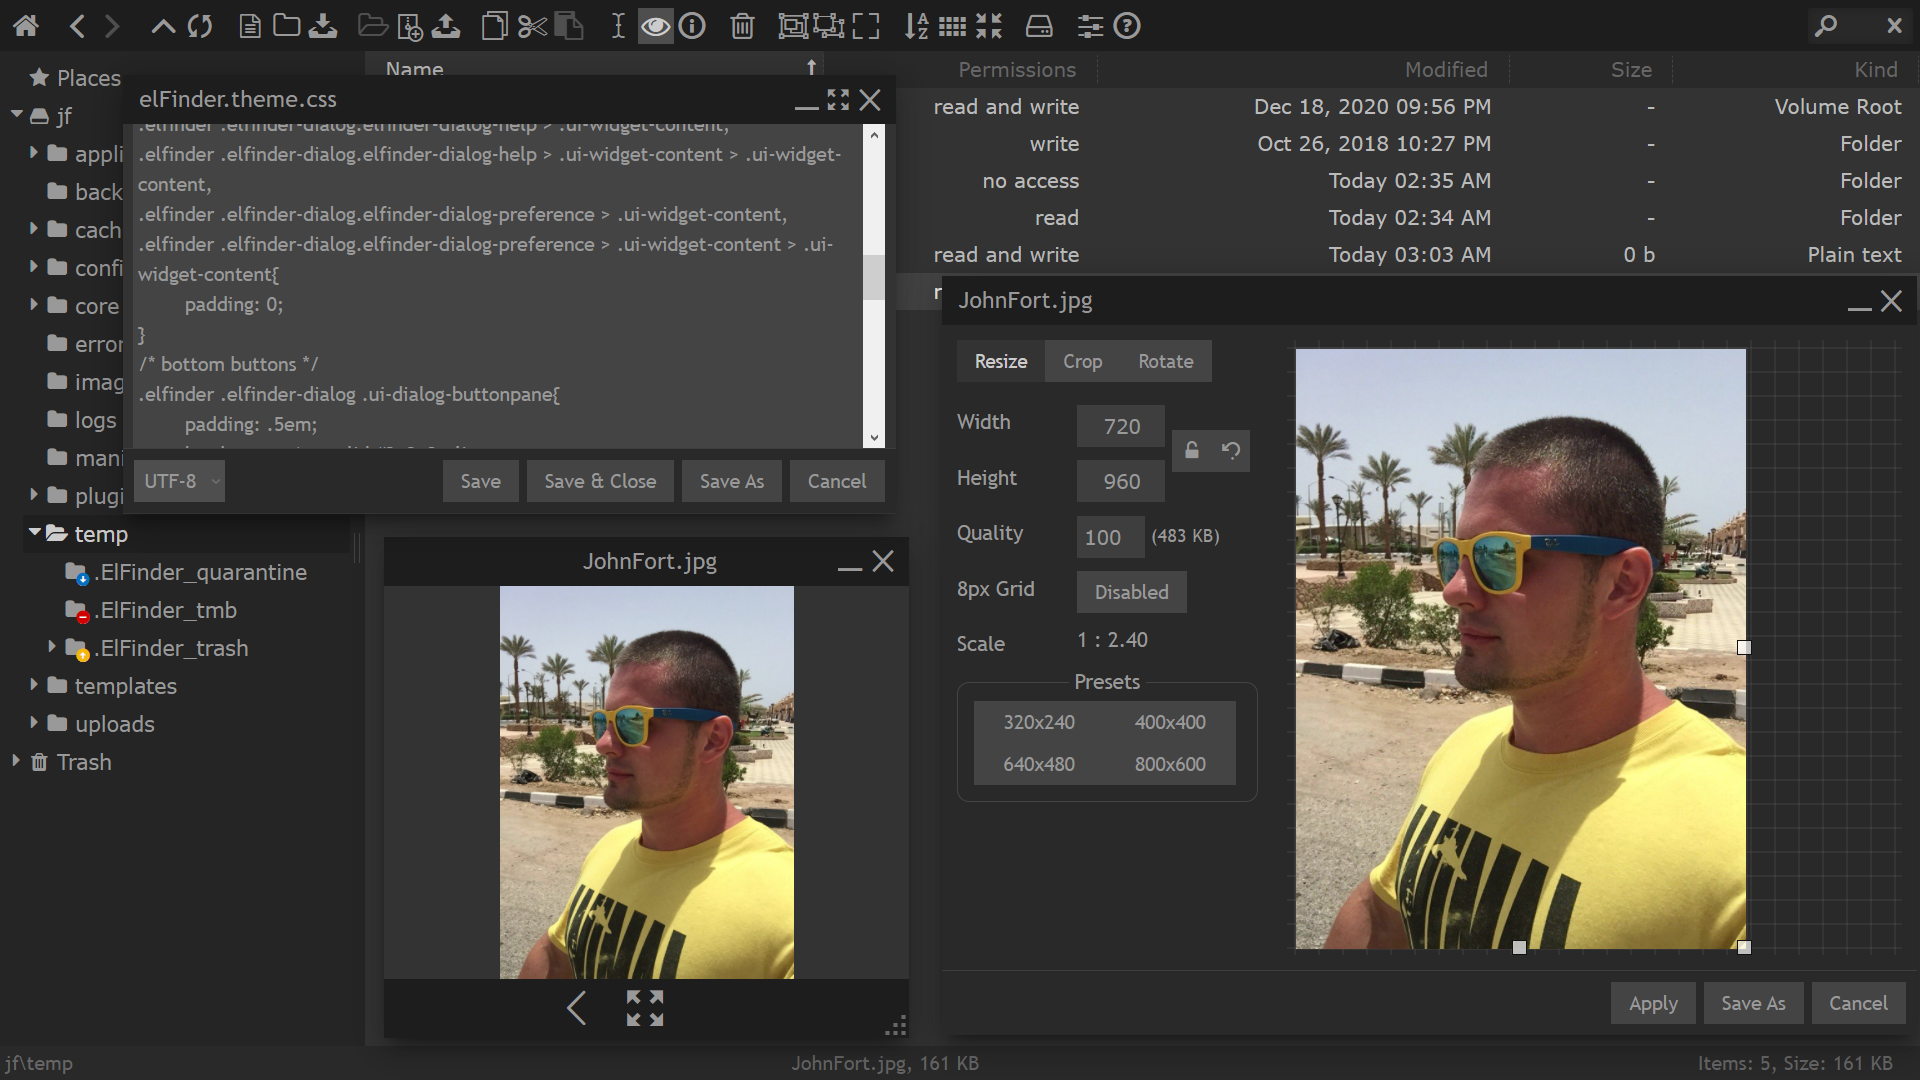 Places
jf
appli
back
cach
confi
core
error
imag
logs
mani
plugi
temp
.ElFinder_quarantine
.ElFinder_tmb
.ElFinder_trash
templates
uploads
Trash
Name
Permissions Modified Size Kind
read and write Dec 18, 2020 09:56 PM - Volume Root
write Oct 26, 2018 10:27 PM - Folder
no access Today 02:35 AM - Folder
read Today 02:34 AM - Folder
read and write Today 03:03 AM 0 b Plain text
elFinder.theme.css
.elfinder .elfinder-dialog.elfinder-dialog-help > .ui-widget-content,
.elfinder .elfinder-dialog.elfinder-dialog-help > .ui-widget-content > .ui-widget-
content,
.elfinder .elfinder-dialog.elfinder-dialog-preference > .ui-widget-content,
.elfinder .elfinder-dialog.elfinder-dialog-preference > .ui-widget-content > .ui-
widget-content{
padding: 0;
}
/* bottom buttons */
.elfinder .elfinder-dialog .ui-dialog-buttonpane{
padding: .5em;
UTF-8 Save Save & Close Save As Cancel
JohnFort.jpg
JohnFort.jpg
Resize Crop Rotate
Width 720
Height 960
Quality 100 (483 KB)
8px Grid Disabled
Scale 1 : 2.40
Presets
320x240 400x400
640x480 800x600
Apply Save As Cancel
jf\temp JohnFort.jpg, 161 KB Items: 5, Size: 161 KB